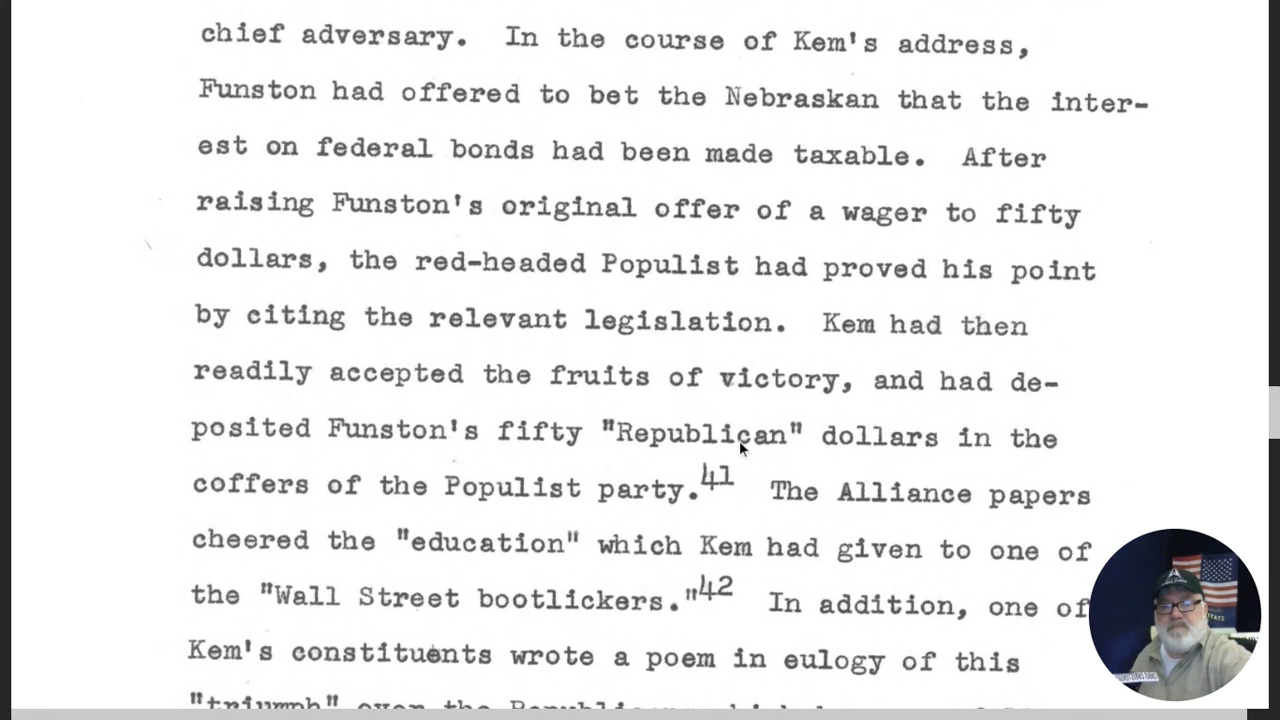 chief adversary. In the course of Kem's address,
Funston had offered to bet the Nebraskan that the inter-
est on federal bonds had been made taxable. After
raising Funston's original offer of a wager to fifty
dollars, the red-headed Populist had proved his point
by citing the relevant legislation. Kem had then
readily accepted the fruits of victory, and had de-
posited Funston's fifty "Republican" dollars in the
coffers of the Populist party.41 The Alliance papers
cheered the "education" which Kem had given to one of
the "Wall Street bootlickers."42 In addition, one of
Kem's constituents wrote a poem in eulogy of this
"triumph" over the